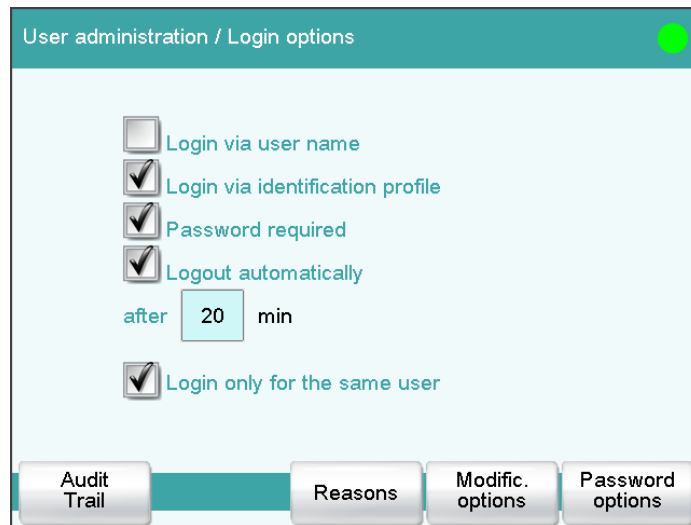 User administration / Login options
Login via user name
Login via identification profile
Password required
Logout automatically
after 20 min
Login only for the same user
Audit
Trail
Reasons
Modific.
options
Password
options